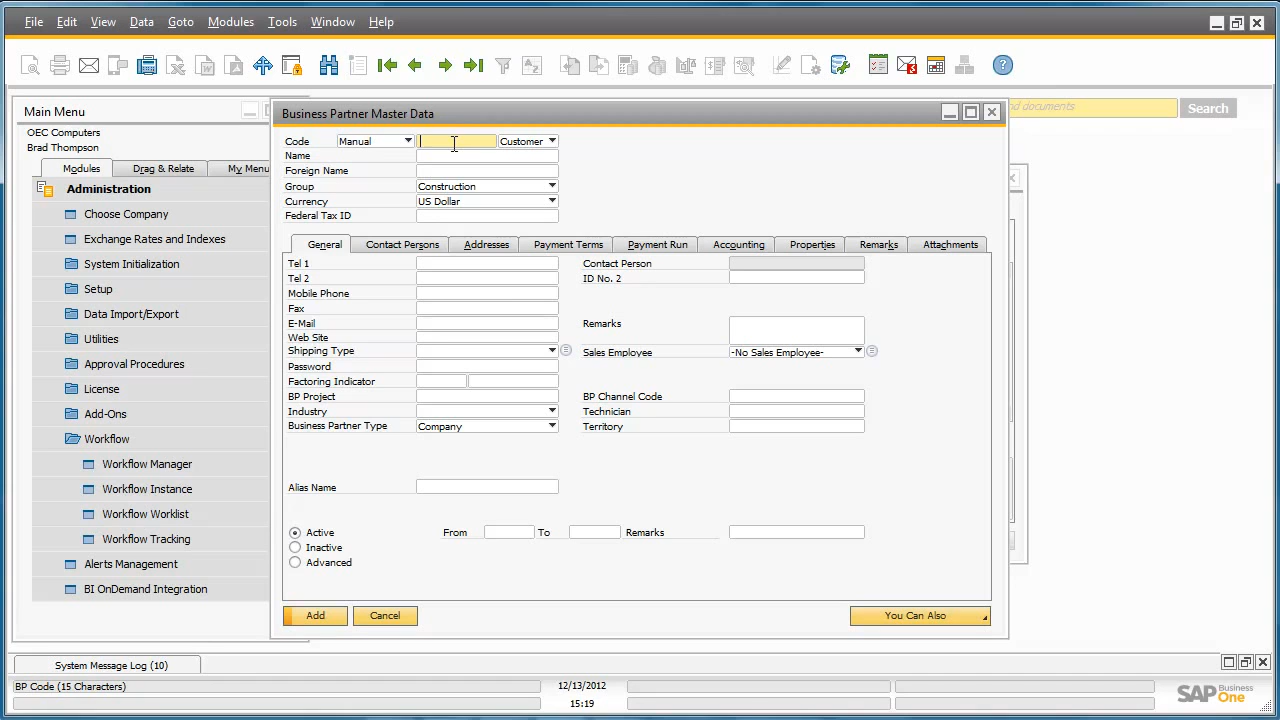 File Edit View Data Goto Modules Tools Window Help
Main Menu
OEC Computers
Brad Thompson
Modules Drag & Relate My Menu
Administration
Choose Company
Exchange Rates and Indexes
System Initialization
Setup
Data Import/Export
Utilities
Approval Procedures
License
Add-Ons
Workflow
Workflow Manager
Workflow Instance
Workflow Worklist
Workflow Tracking
Alerts Management
BI OnDemand Integration
Business Partner Master Data
nd documents Search
Code Manual Customer
Name
Foreign Name
Group Construction
Currency US Dollar
Federal Tax ID
General Contact Persons Addresses Payment Terms Payment Run Accounting Properties Remarks Attachments
Tel 1 Contact Person
Tel 2 ID No. 2
Mobile Phone
Fax
E-Mail Remarks
Web Site
Shipping Type Sales Employee -No Sales Employee-
Password
Factoring Indicator
BP Project BP Channel Code
Industry Technician
Business Partner Type Company Territory
Alias Name
Active From To Remarks
Inactive
Advanced
Add Cancel You Can Also
System Message Log (10)
BP Code (15 Characters) 12/13/2012
15:19
SAP Business One